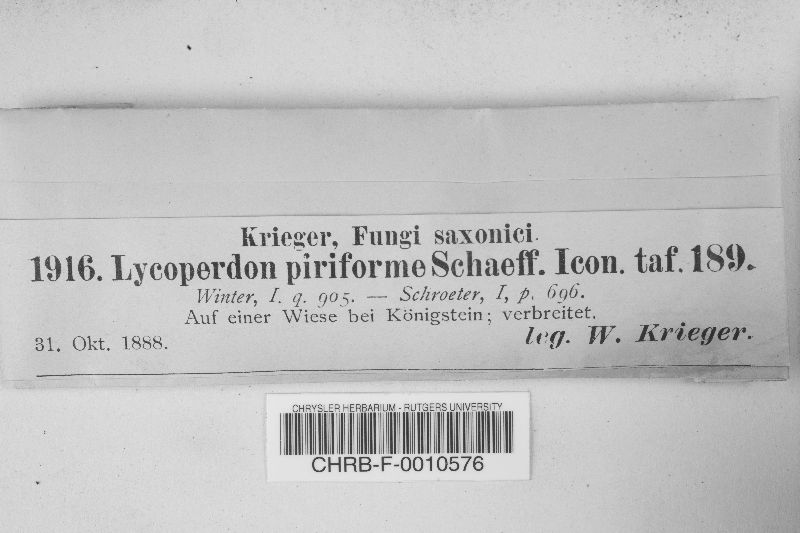 Krieger, Fungi saxonici.
1916. Lycoperdon piriforme Schaeff. Icon. taf. 189.
Winter, I. q. 905. — Schroeter, I, p. 696.
Auf einer Wiese bei Königstein; verbreitet.
31. Okt. 1888.
leg. W. Krieger.
CHRYSLER HERBARIUM - RUTGERS UNIVERSITY
CHRB-F-0010576